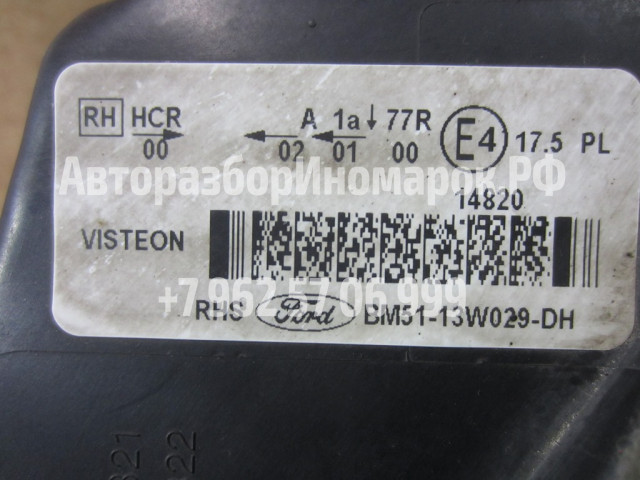 RH HCR A 1a ↓ 77R E4 17.5 PL
00 02 01 00
АвторазборИномарок.РФ
14820
VISTEON
+7 962 57 06 999
RHS Ford BM51-13W029-DH